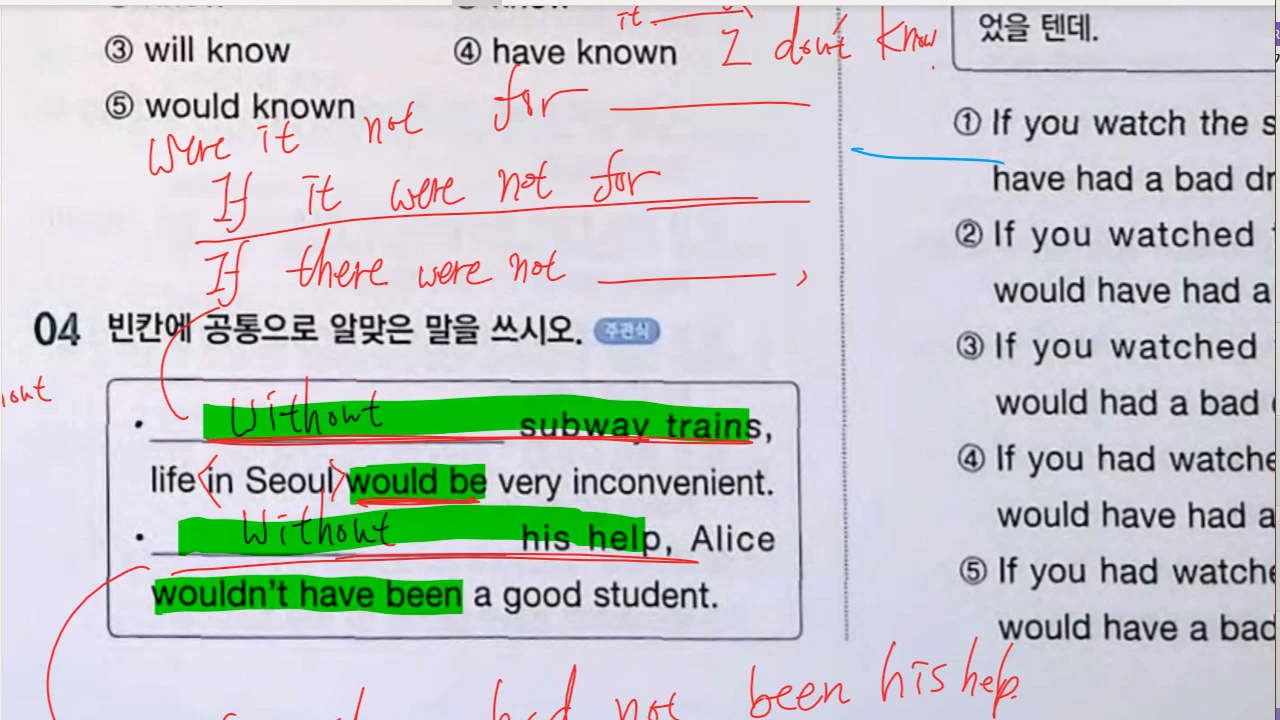 ③ will know
④ have known
it
I don't know.
⑤ would known
Were it not for
If it were not for
If there were not ,
04 빈칸에 공통으로 알맞은 말을 쓰시오. 주관식
• Without subway trains,
life <in Seoul> would be very inconvenient.
• Without his help, Alice
wouldn't have been a good student.
had not been his help.
었을 텐데.
① If you watch the s
have had a bad dr
② If you watched
would have had a
③ If you watched
would had a bad
④ If you had watche
would have had a
⑤ If you had watche
would have a bad